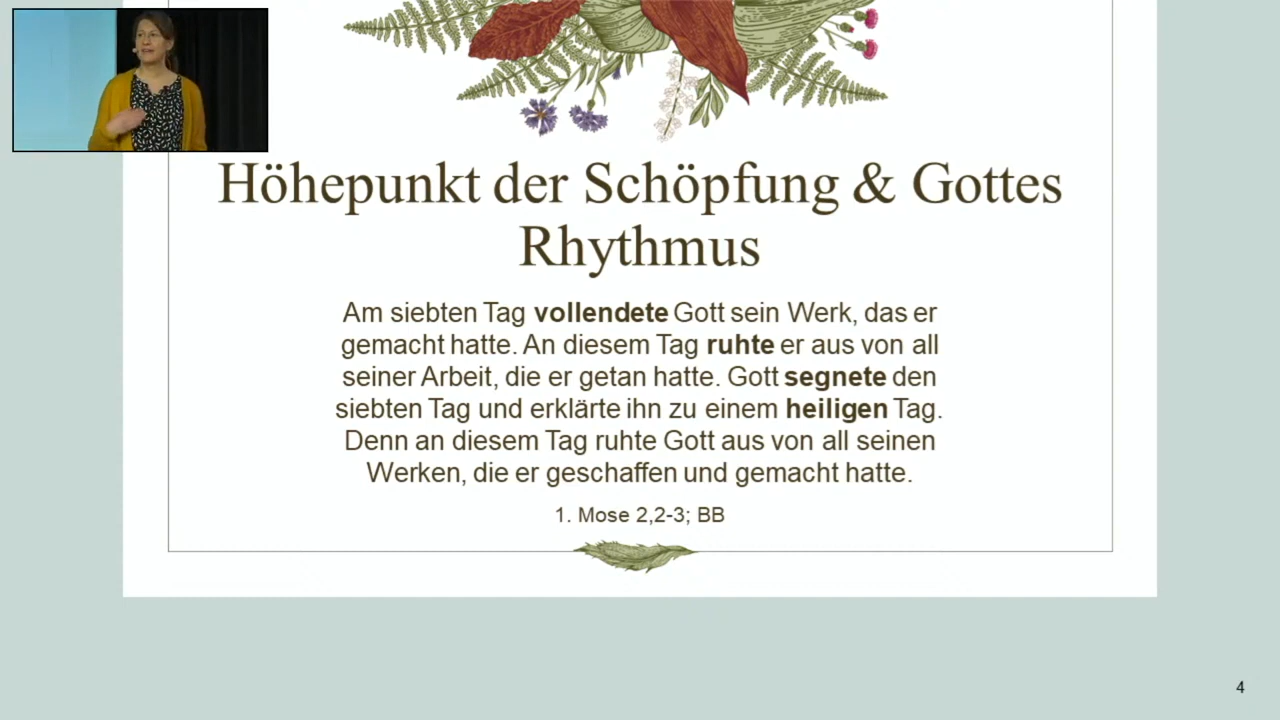 Höhepunkt der Schöpfung & Gottes
Rhythmus
Am siebten Tag vollendete Gott sein Werk, das er
gemacht hatte. An diesem Tag ruhte er aus von all
seiner Arbeit, die er getan hatte. Gott segnete den
siebten Tag und erklärte ihn zu einem heiligen Tag.
Denn an diesem Tag ruhte Gott aus von all seinen
Werken, die er geschaffen und gemacht hatte.
1. Mose 2,2-3; BB
4